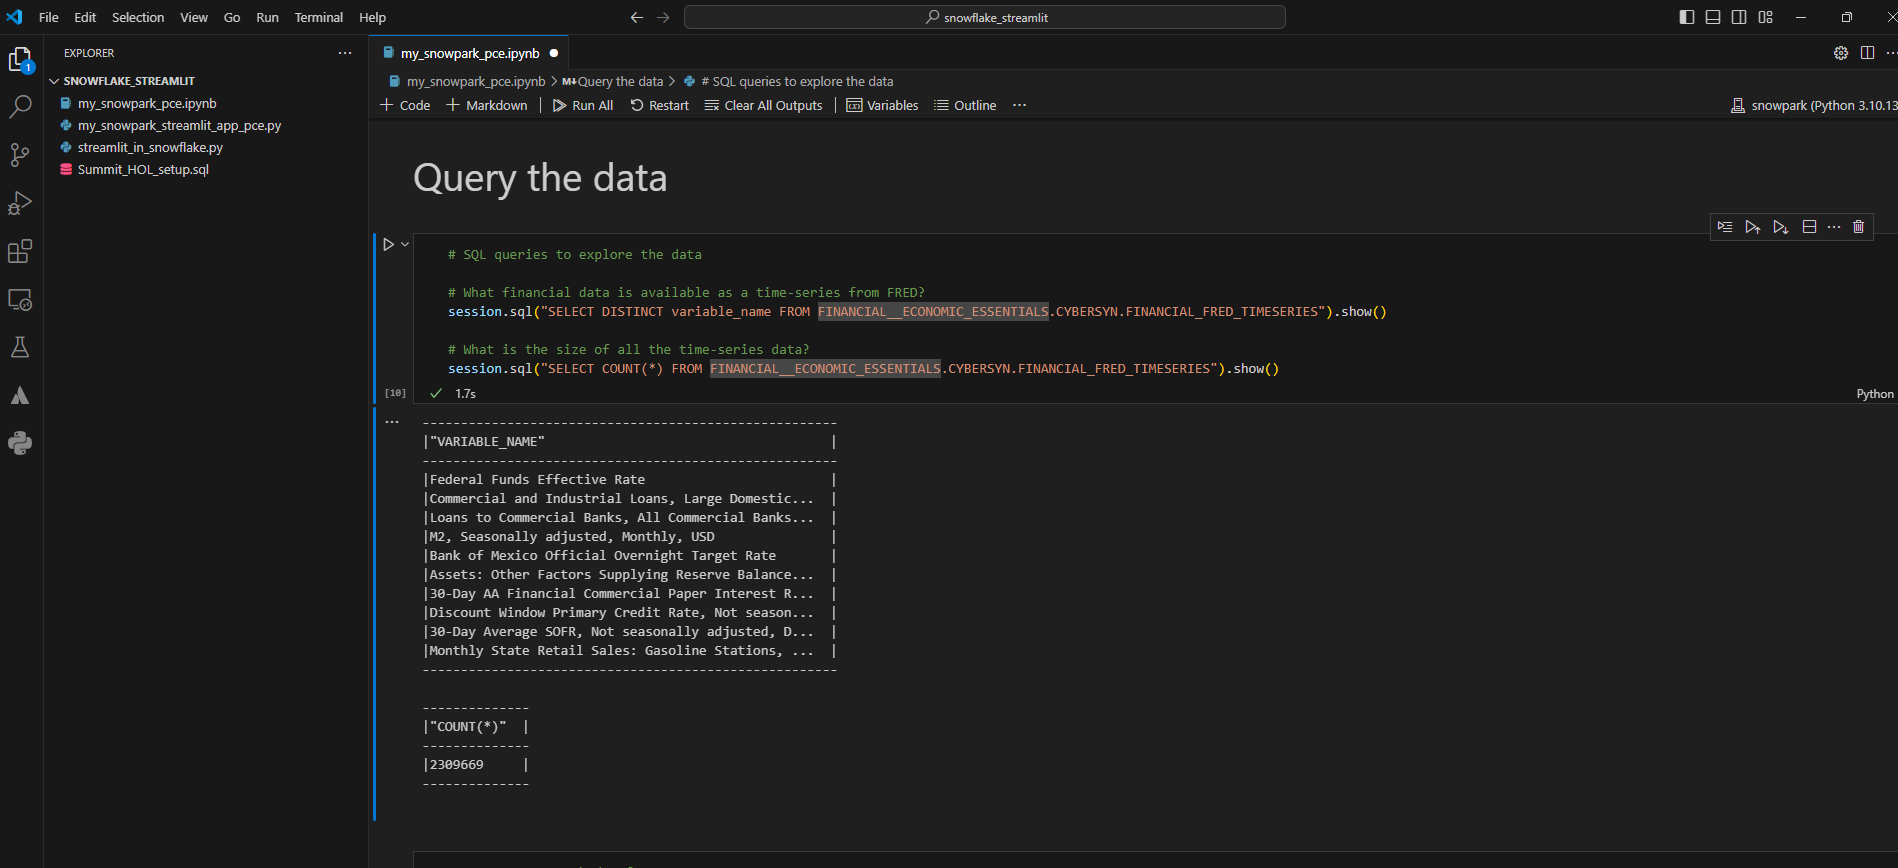 File Edit Selection View Go Run Terminal Help
snowflake_streamlit
EXPLORER
1
SNOWFLAKE_STREAMLIT
my_snowpark_pce.ipynb
my_snowpark_streamlit_app_pce.py
streamlit_in_snowflake.py
Summit_HOL_setup.sql
my_snowpark_pce.ipynb
my_snowpark_pce.ipynb > M↓Query the data > # SQL queries to explore the data
+ Code + Markdown | Run All Restart Clear All Outputs | Variables Outline ...
snowpark (Python 3.10.13
Query the data
# SQL queries to explore the data
# What financial data is available as a time-series from FRED?
session.sql("SELECT DISTINCT variable_name FROM FINANCIAL__ECONOMIC_ESSENTIALS.CYBERSYN.FINANCIAL_FRED_TIMESERIES").show()
# What is the size of all the time-series data?
session.sql("SELECT COUNT(*) FROM FINANCIAL__ECONOMIC_ESSENTIALS.CYBERSYN.FINANCIAL_FRED_TIMESERIES").show()
[10] ✓ 1.7s
Python
------------------------------------------------------
|"VARIABLE_NAME"                                     |
------------------------------------------------------
|Federal Funds Effective Rate                        |
|Commercial and Industrial Loans, Large Domestic...  |
|Loans to Commercial Banks, All Commercial Banks...  |
|M2, Seasonally adjusted, Monthly, USD               |
|Bank of Mexico Official Overnight Target Rate       |
|Assets: Other Factors Supplying Reserve Balance...  |
|30-Day AA Financial Commercial Paper Interest R...  |
|Discount Window Primary Credit Rate, Not season...  |
|30-Day Average SOFR, Not seasonally adjusted, D...  |
|Monthly State Retail Sales: Gasoline Stations, ...  |
------------------------------------------------------
--------------
|"COUNT(*)"  |
--------------
|2309669     |
--------------